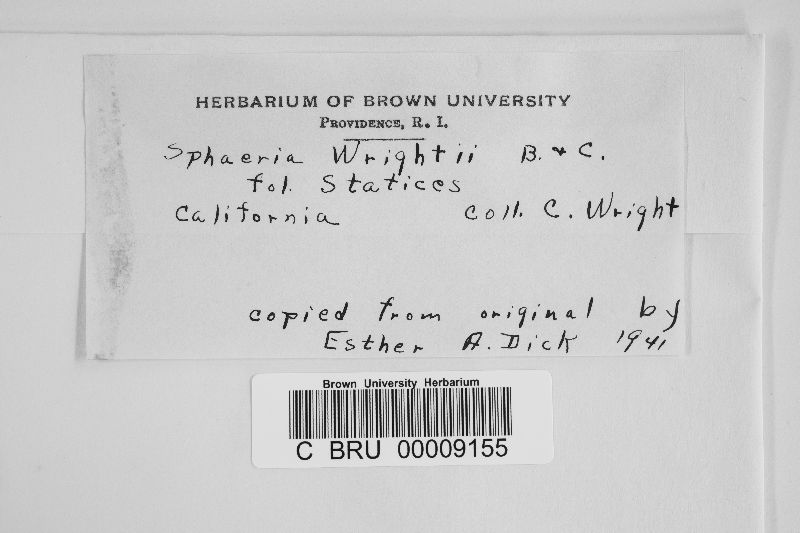 HERBARIUM OF BROWN UNIVERSITY
PROVIDENCE, R. I.
Sphaeria Wrightii B. & C.
fol. Statices
California coll. C. Wright
copied from original by
Esther A. Dick 1941
Brown University Herbarium
C BRU 00009155